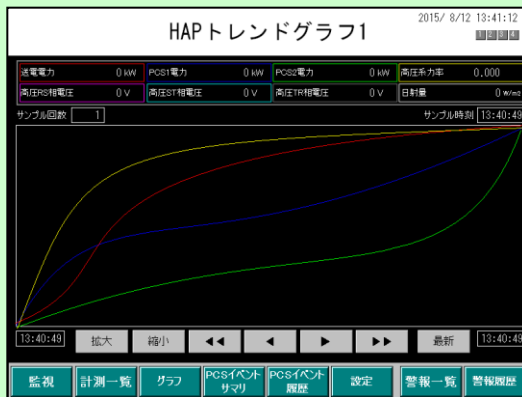 HAPトレンドグラフ1
2015/ 8/12 13:41:12
1 2 3 4
送電電力 0 kW PCS1電力 0 kW PCS2電力 0 kW 高圧系力率 0.000
高圧RS相電圧 0 V 高圧ST相電圧 0 V 高圧TR相電圧 0 V 日射量 0 W/m2
サンプル回数 1 サンプル時刻 13:40:49
13:40:49 拡大 縮小 ◀◀ ◀ ▶ ▶▶ 最新 13:40:49
監視 計測一覧 グラフ PCSイベントサマリ PCSイベント履歴 設定 警報一覧 警報履歴